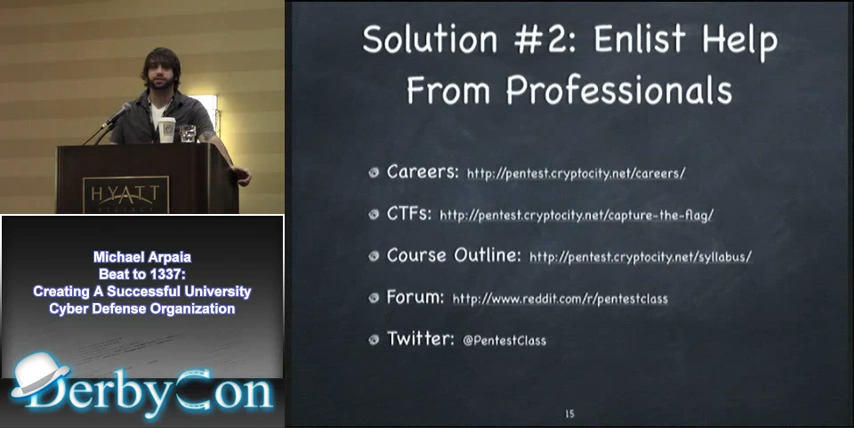 HYATT
Michael Arpaia
Beat to 1337:
Creating A Successful University
Cyber Defense Organization
DerbyCon
Solution #2: Enlist Help
From Professionals
Careers: http://pentest.cryptocity.net/careers/
CTFs: http://pentest.cryptocity.net/capture-the-flag/
Course Outline: http://pentest.cryptocity.net/syllabus/
Forum: http://www.reddit.com/r/pentestclass
Twitter: @PentestClass
15